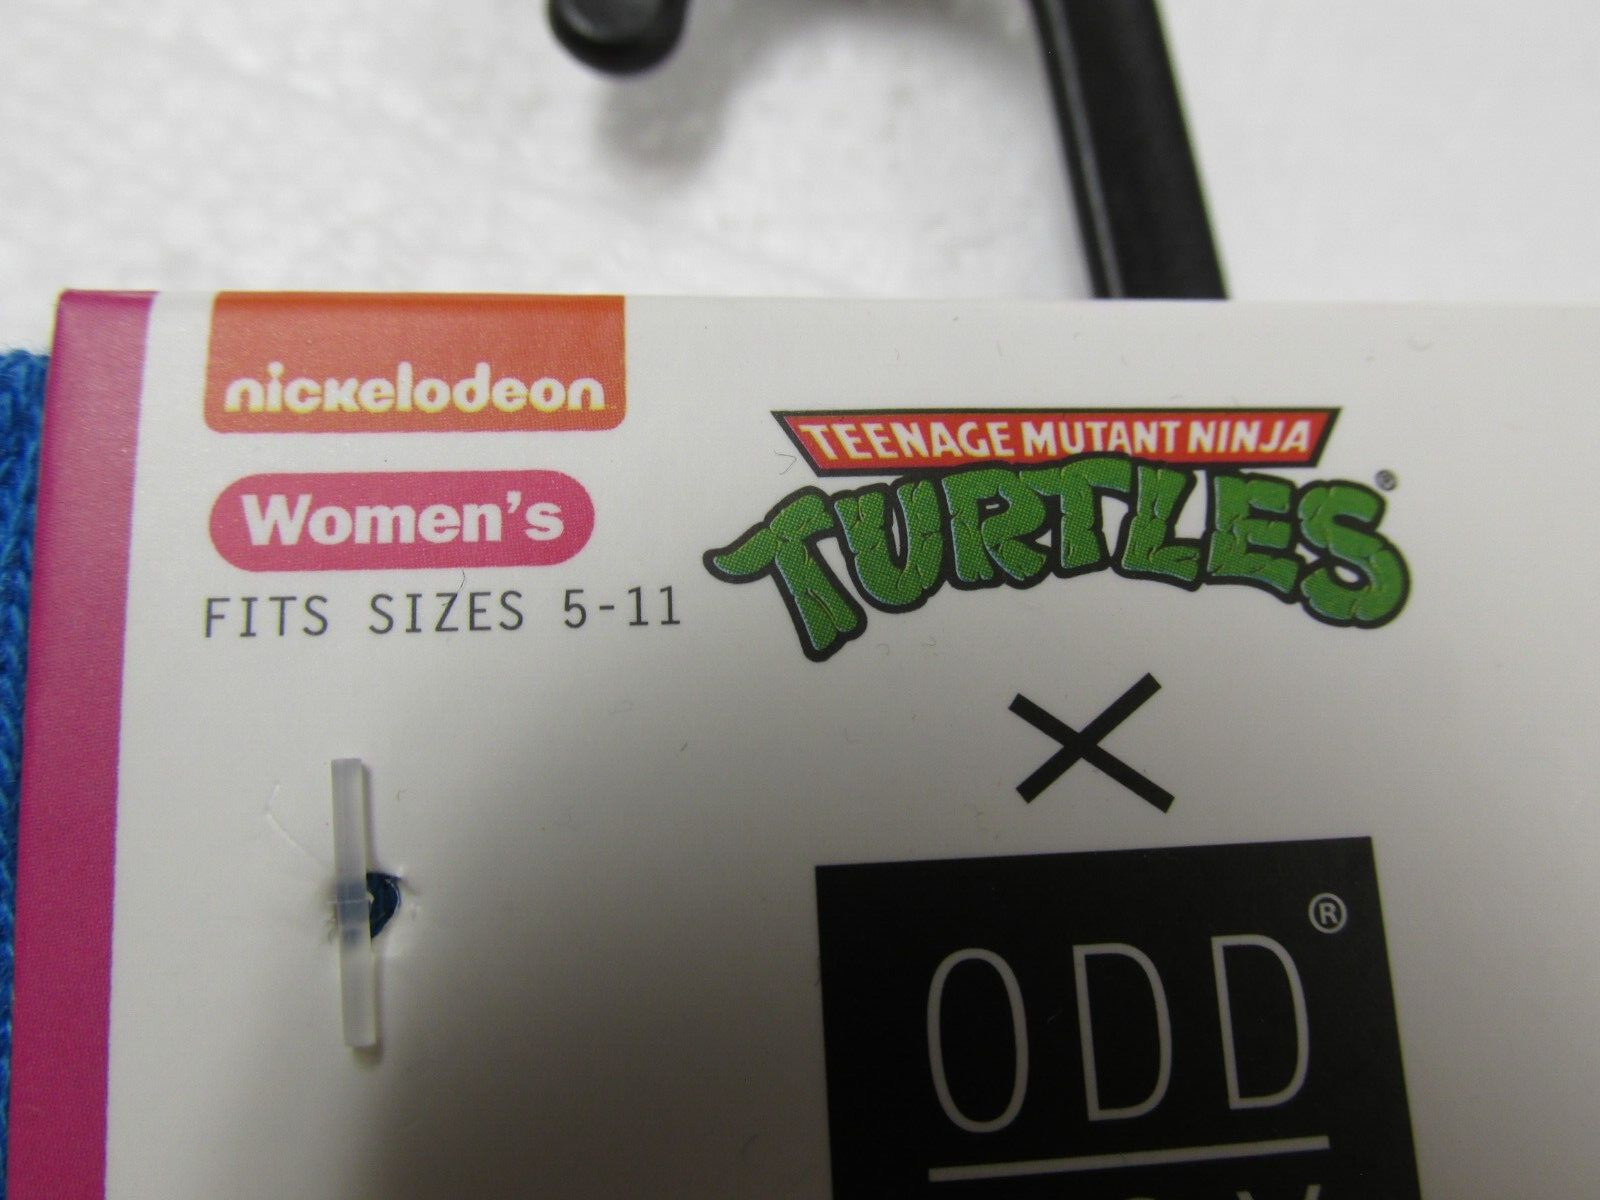 nickelodeon
Women's
FITS SIZES 5-11
TEENAGE MUTANT NINJA
TURTLES®
X
ODD®